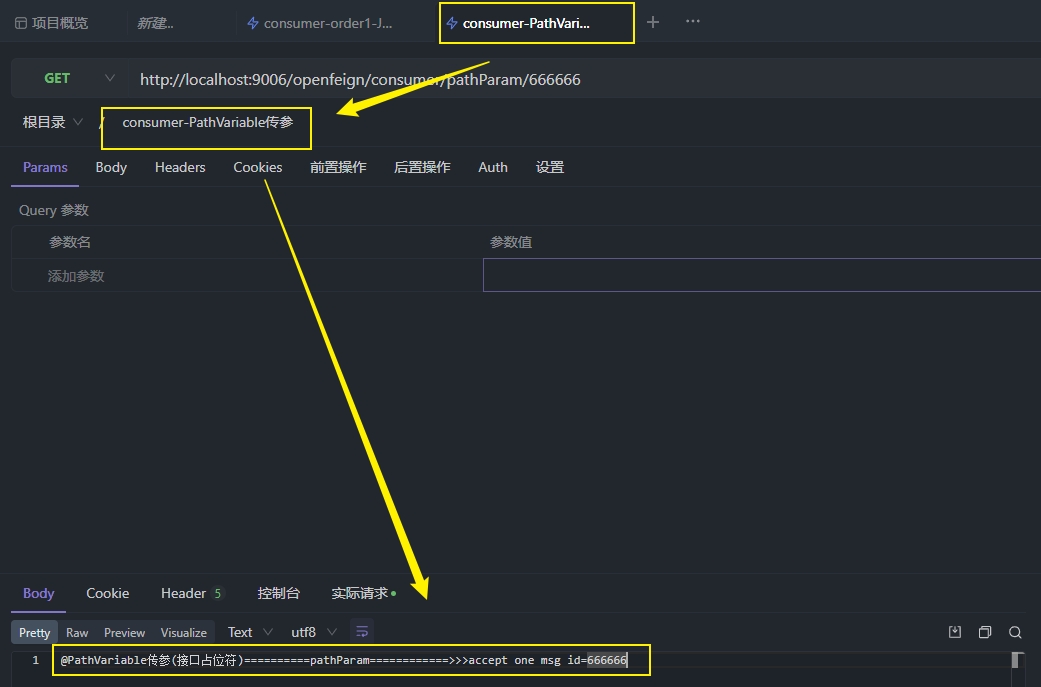 项目概览 新建... consumer-order1-J... consumer-PathVari...
GET http://localhost:9006/openfeign/consumer/pathParam/666666
根目录 / consumer-PathVariable传参
Params Body Headers Cookies 前置操作 后置操作 Auth 设置
Query 参数
参数名 参数值
添加参数
Body Cookie Header 5 控制台 实际请求
Pretty Raw Preview Visualize Text utf8
1 @PathVariable传参(接口占位符)==========pathParam============>>>accept one msg id=666666